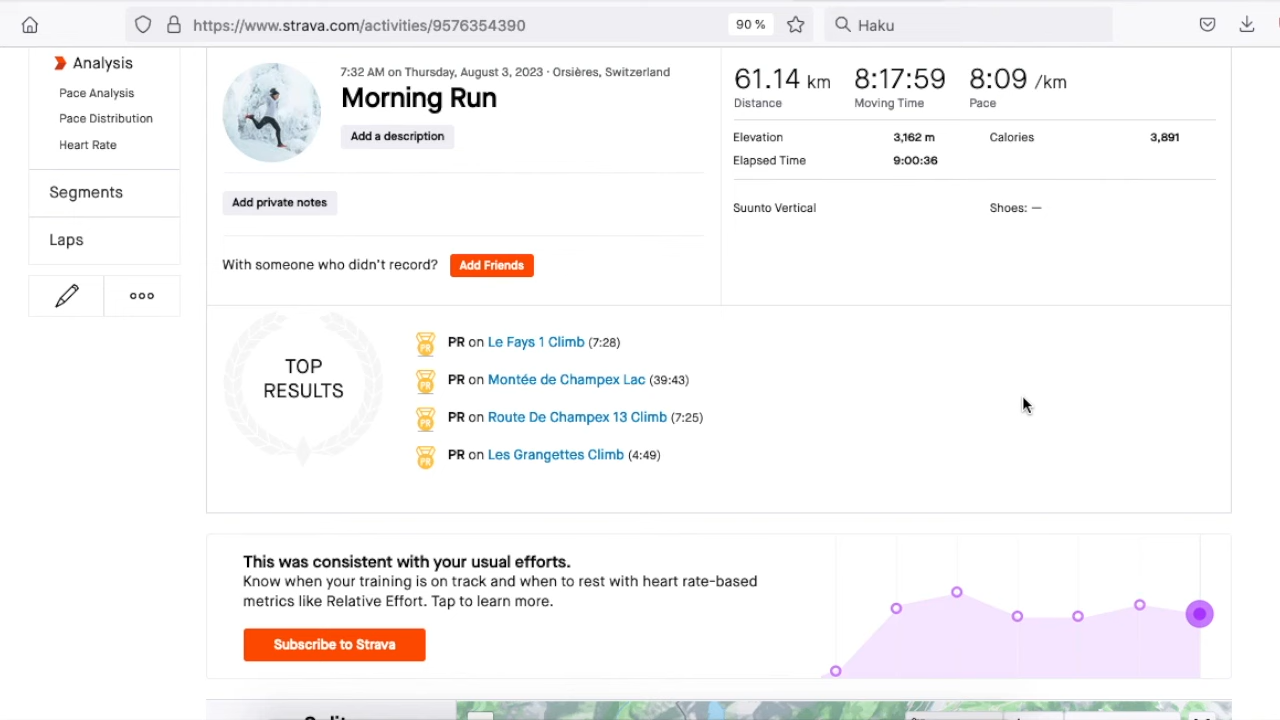 https://www.strava.com/activities/9576354390
90 %
Haku
Analysis
Pace Analysis
Pace Distribution
Heart Rate
Segments
Laps
7:32 AM on Thursday, August 3, 2023 · Orsières, Switzerland
Morning Run
Add a description
Add private notes
With someone who didn't record?
Add Friends
61.14 km
8:17:59
8:09 /km
Distance
Moving Time
Pace
Elevation
3,162 m
Calories
3,891
Elapsed Time
9:00:36
Suunto Vertical
Shoes: —
TOP
RESULTS
PR
PR on Le Fays 1 Climb (7:28)
PR
PR on Montée de Champex Lac (39:43)
PR
PR on Route De Champex 13 Climb (7:25)
PR
PR on Les Grangettes Climb (4:49)
This was consistent with your usual efforts.
Know when your training is on track and when to rest with heart rate-based
metrics like Relative Effort. Tap to learn more.
Subscribe to Strava